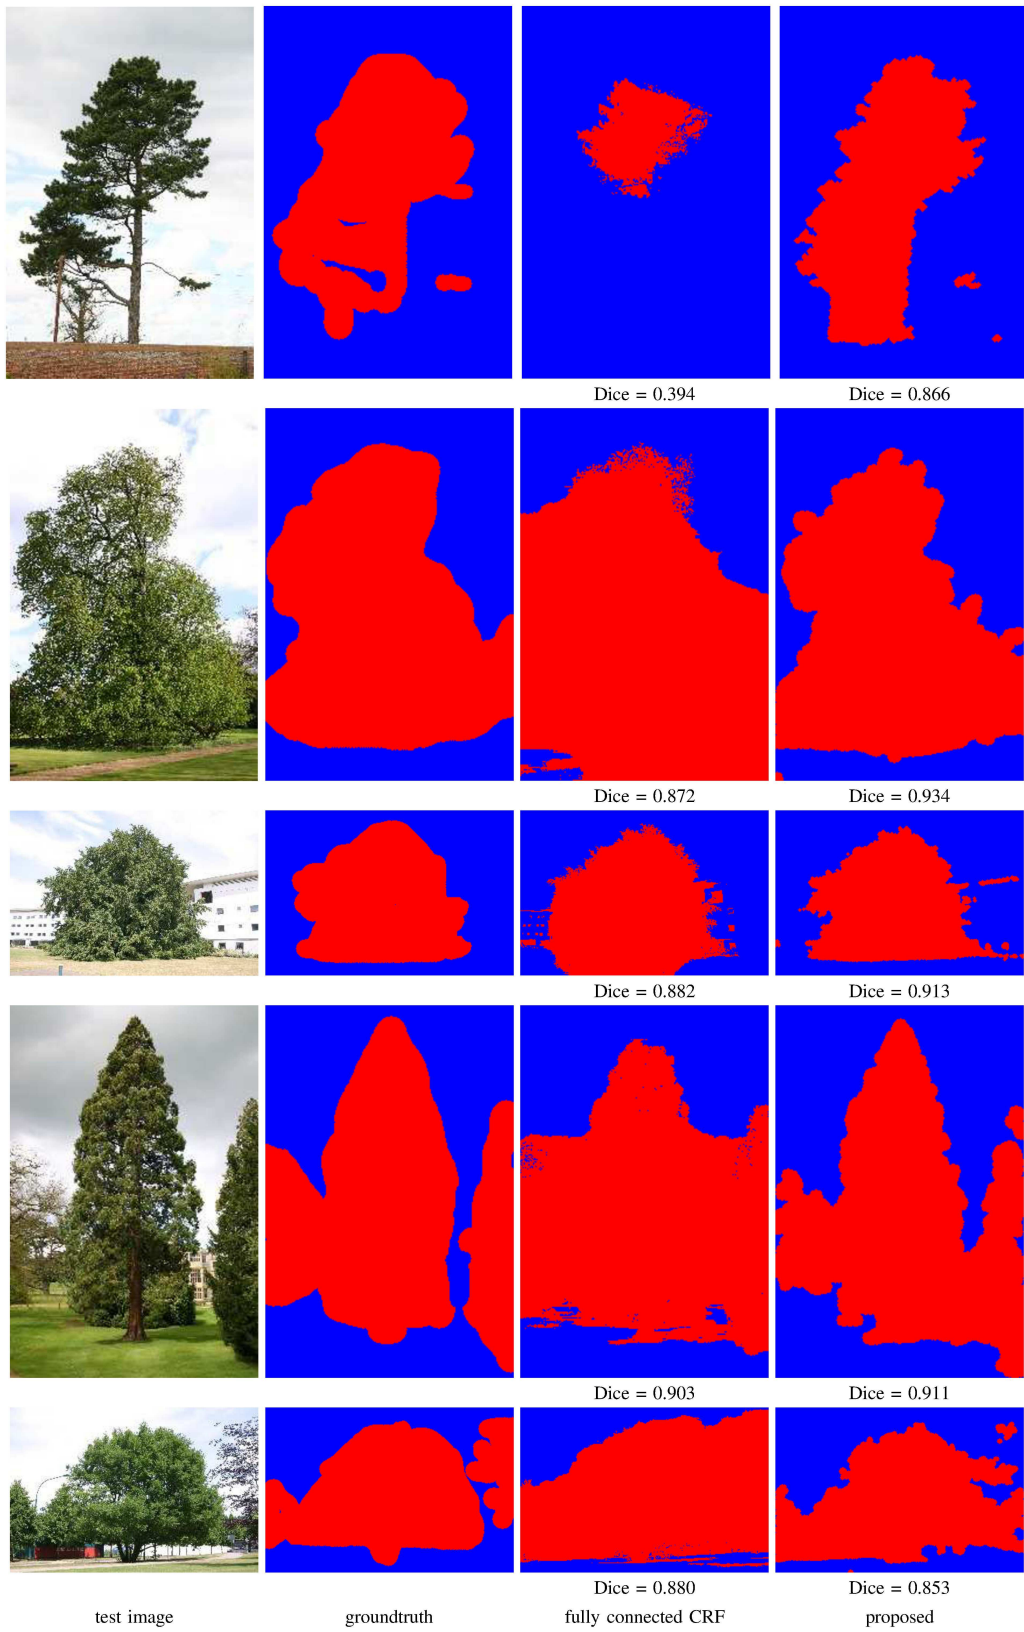 Dice = 0.394 Dice = 0.866
Dice = 0.872 Dice = 0.934
Dice = 0.882 Dice = 0.913
Dice = 0.903 Dice = 0.911
Dice = 0.880 Dice = 0.853
test image groundtruth fully connected CRF proposed